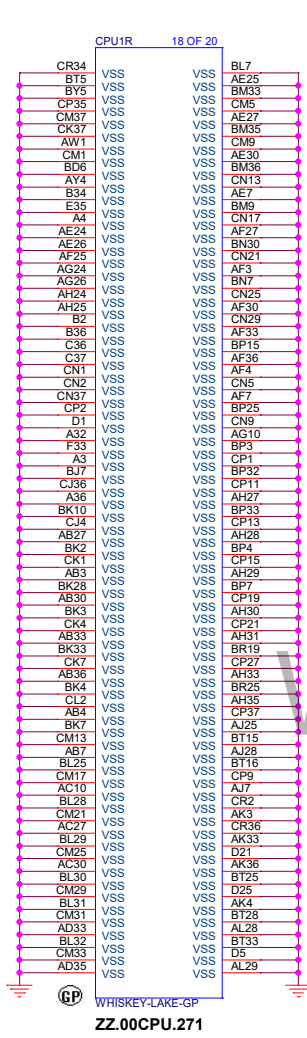 CPU1R 18 OF 20
CR34 VSS VSS BL7
BT5 VSS VSS AE25
BY5 VSS VSS BM33
CP35 VSS VSS CM5
CM37 VSS VSS AE27
CK37 VSS VSS BM35
AW1 VSS VSS CM9
CM1 VSS VSS AE30
BD6 VSS VSS BM36
AY4 VSS VSS CN13
B34 VSS VSS AE7
E35 VSS VSS BM9
A4 VSS VSS CN17
AE24 VSS VSS AF27
AE26 VSS VSS BN30
AF25 VSS VSS CN21
AG24 VSS VSS AF3
AG26 VSS VSS BN7
AH24 VSS VSS CN25
AH25 VSS VSS AF30
B2 VSS VSS CN29
B36 VSS VSS AF33
C36 VSS VSS BP15
C37 VSS VSS AF36
CN1 VSS VSS AF4
CN2 VSS VSS CN5
CN37 VSS VSS AF7
CP2 VSS VSS BP25
D1 VSS VSS CN9
A32 VSS VSS AG10
F33 VSS VSS BP3
A3 VSS VSS CP1
BJ7 VSS VSS BP32
CJ36 VSS VSS CP11
A36 VSS VSS AH27
BK10 VSS VSS BP33
CJ4 VSS VSS CP13
AB27 VSS VSS AH28
BK2 VSS VSS BP4
CK1 VSS VSS CP15
AB3 VSS VSS AH29
BK28 VSS VSS BP7
AB30 VSS VSS CP19
BK3 VSS VSS AH30
CK4 VSS VSS CP21
AB33 VSS VSS AH31
BK33 VSS VSS BR19
CK7 VSS VSS CP27
AB36 VSS VSS AH33
BK4 VSS VSS BR25
CL2 VSS VSS AH35
AB4 VSS VSS CP37
BK7 VSS VSS AJ25
CM13 VSS VSS BT15
AB7 VSS VSS AJ28
BL25 VSS VSS BT16
CM17 VSS VSS CP9
AC10 VSS VSS AJ7
BL28 VSS VSS CR2
CM21 VSS VSS AK3
AC27 VSS VSS CR36
BL29 VSS VSS AK33
CM25 VSS VSS D21
AC30 VSS VSS AK36
BL30 VSS VSS BT25
CM29 VSS VSS D25
BL31 VSS VSS AK4
CM31 VSS VSS BT28
AD33 VSS VSS AL28
BL32 VSS VSS BT33
CM33 VSS VSS D5
AD35 VSS VSS AL29
GP WHISKEY-LAKE-GP
ZZ.00CPU.271